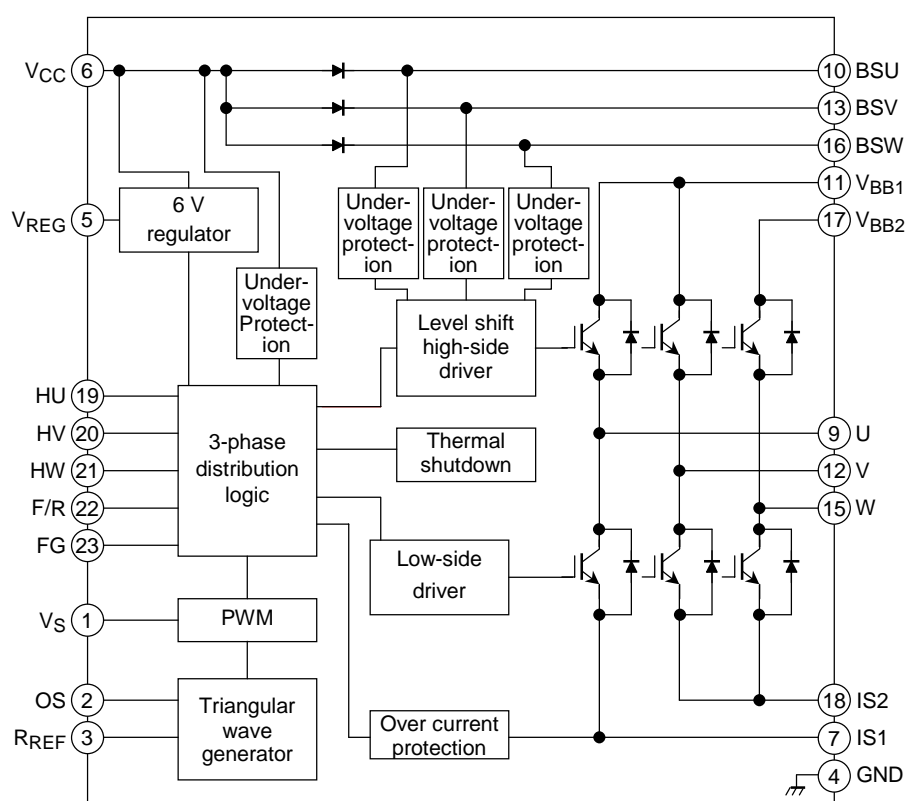 VCC 6
10 BSU
13 BSV
16 BSW
11 VBB1
VREG 5
17 VBB2
6 V
regulator
Under-
voltage
protect-
ion
Under-
voltage
protect-
ion
Under-
voltage
protect-
ion
Under-
voltage
Protect-
ion
Level shift
high-side
driver
HU 19
HV 20
HW 21
F/R 22
FG 23
3-phase
distribution
logic
Thermal
shutdown
9 U
12 V
15 W
Low-side
driver
VS 1
PWM
OS 2
RREF 3
Triangular
wave
generator
Over current
protection
18 IS2
7 IS1
4 GND